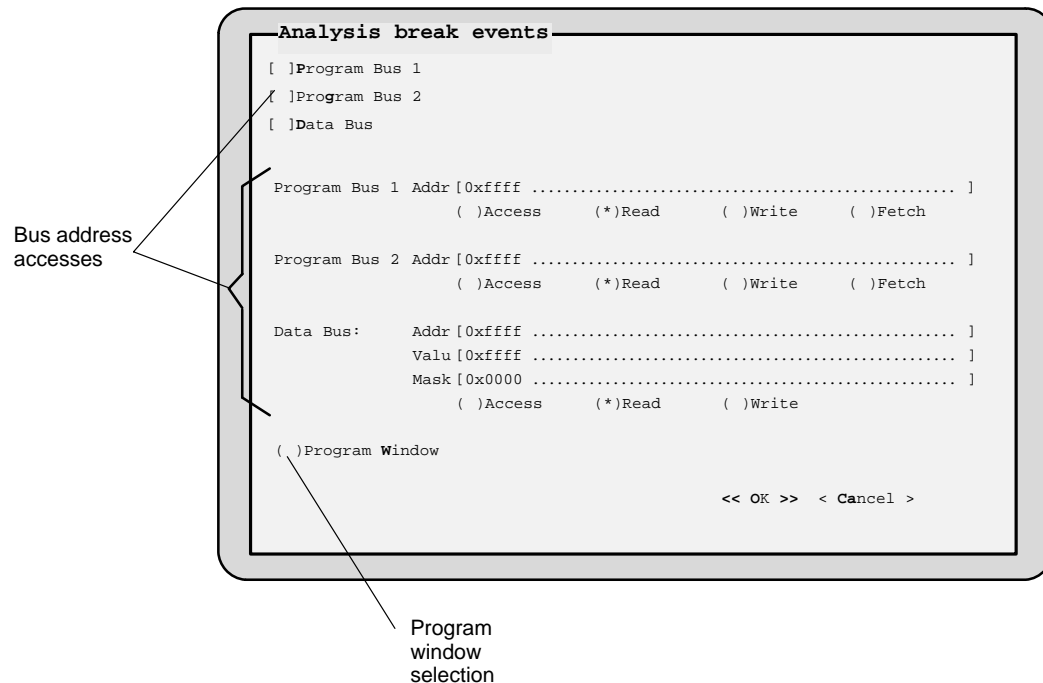 Analysis break events
[ ]Program Bus 1
[ ]Program Bus 2
[ ]Data Bus
Program Bus 1 Addr [0xffff ..................................................... ]
( )Access (*)Read ( )Write ( )Fetch
Bus address
accesses
Program Bus 2 Addr [0xffff ..................................................... ]
( )Access (*)Read ( )Write ( )Fetch
Data Bus: Addr [0xffff ..................................................... ]
Valu [0xffff ..................................................... ]
Mask [0x0000 ..................................................... ]
( )Access (*)Read ( )Write
( )Program Window
<< OK >> < Cancel >
Program
window
selection